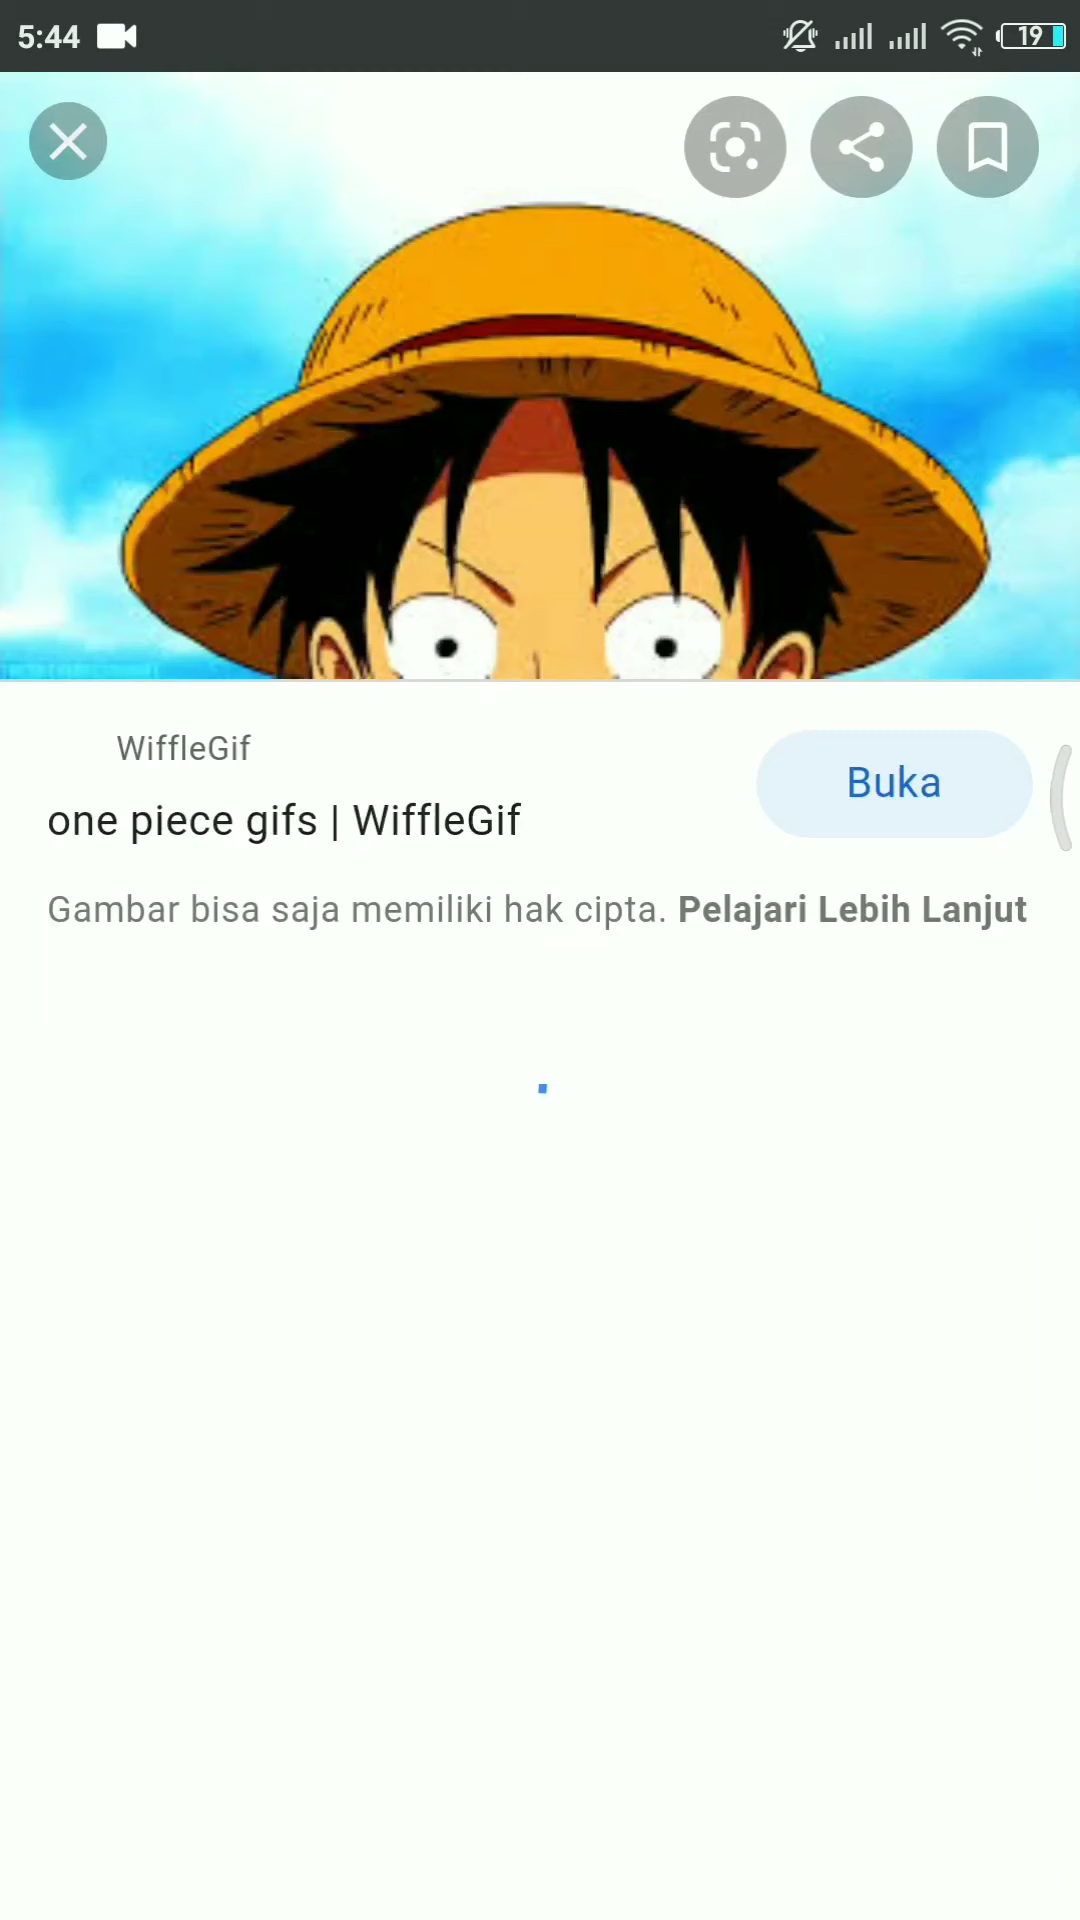 5:44
19
WiffleGif
Buka
one piece gifs | WiffleGif
Gambar bisa saja memiliki hak cipta. Pelajari Lebih Lanjut